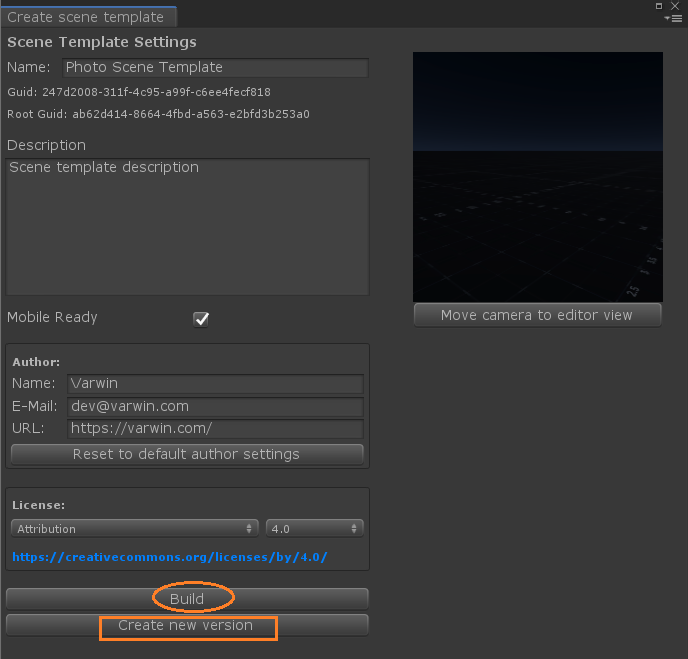 Create scene template
Scene Template Settings
Name: Photo Scene Template
Guid: 247d2008-311f-4c95-a99f-c6ee4fecf818
Root Guid: ab62d414-8664-4fbd-a563-e2bfd3b253a0
Description
Scene template description
Mobile Ready
Move camera to editor view
Author:
Name: Varwin
E-Mail: dev@varwin.com
URL: https://varwin.com/
Reset to default author settings
License:
Attribution 4.0
https://creativecommons.org/licenses/by/4.0/
Build
Create new version